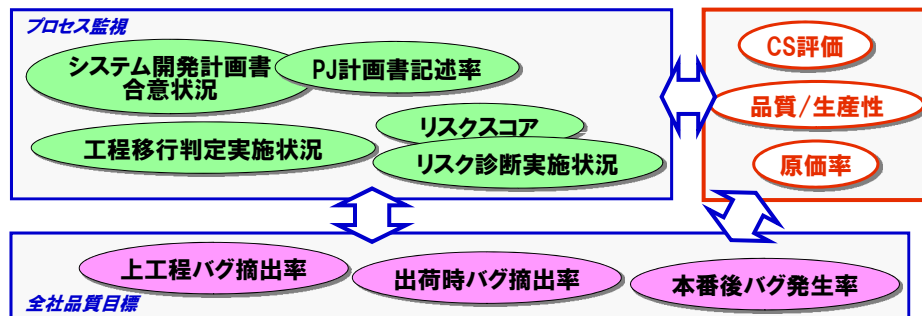 プロセス監視
システム開発計画書
合意状況
PJ計画書記述率
リスクスコア
工程移行判定実施状況
リスク診断実施状況
CS評価
品質/生産性
原価率
上工程バグ摘出率
出荷時バグ摘出率
本番後バグ発生率
全社品質目標